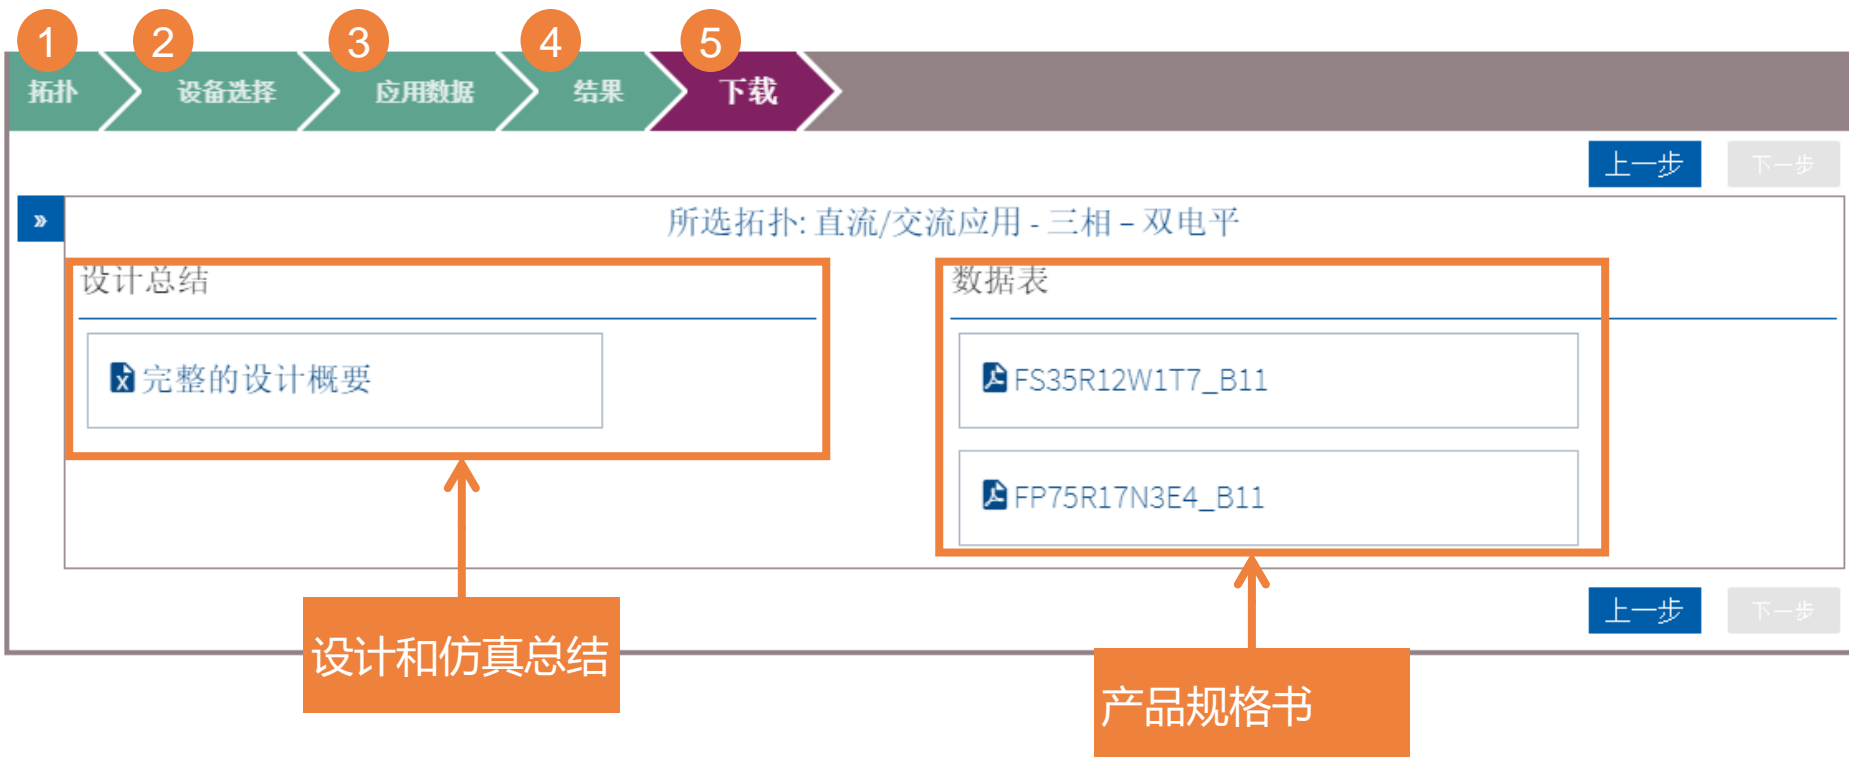 1
2
3
4
5
拓扑
设备选择
应用数据
结果
下载
上一步
下一步
»
所选拓扑: 直流/交流应用 - 三相 – 双电平
设计总结
数据表
完整的设计概要
FS35R12W1T7_B11
FP75R17N3E4_B11
上一步
下一步
设计和仿真总结
产品规格书